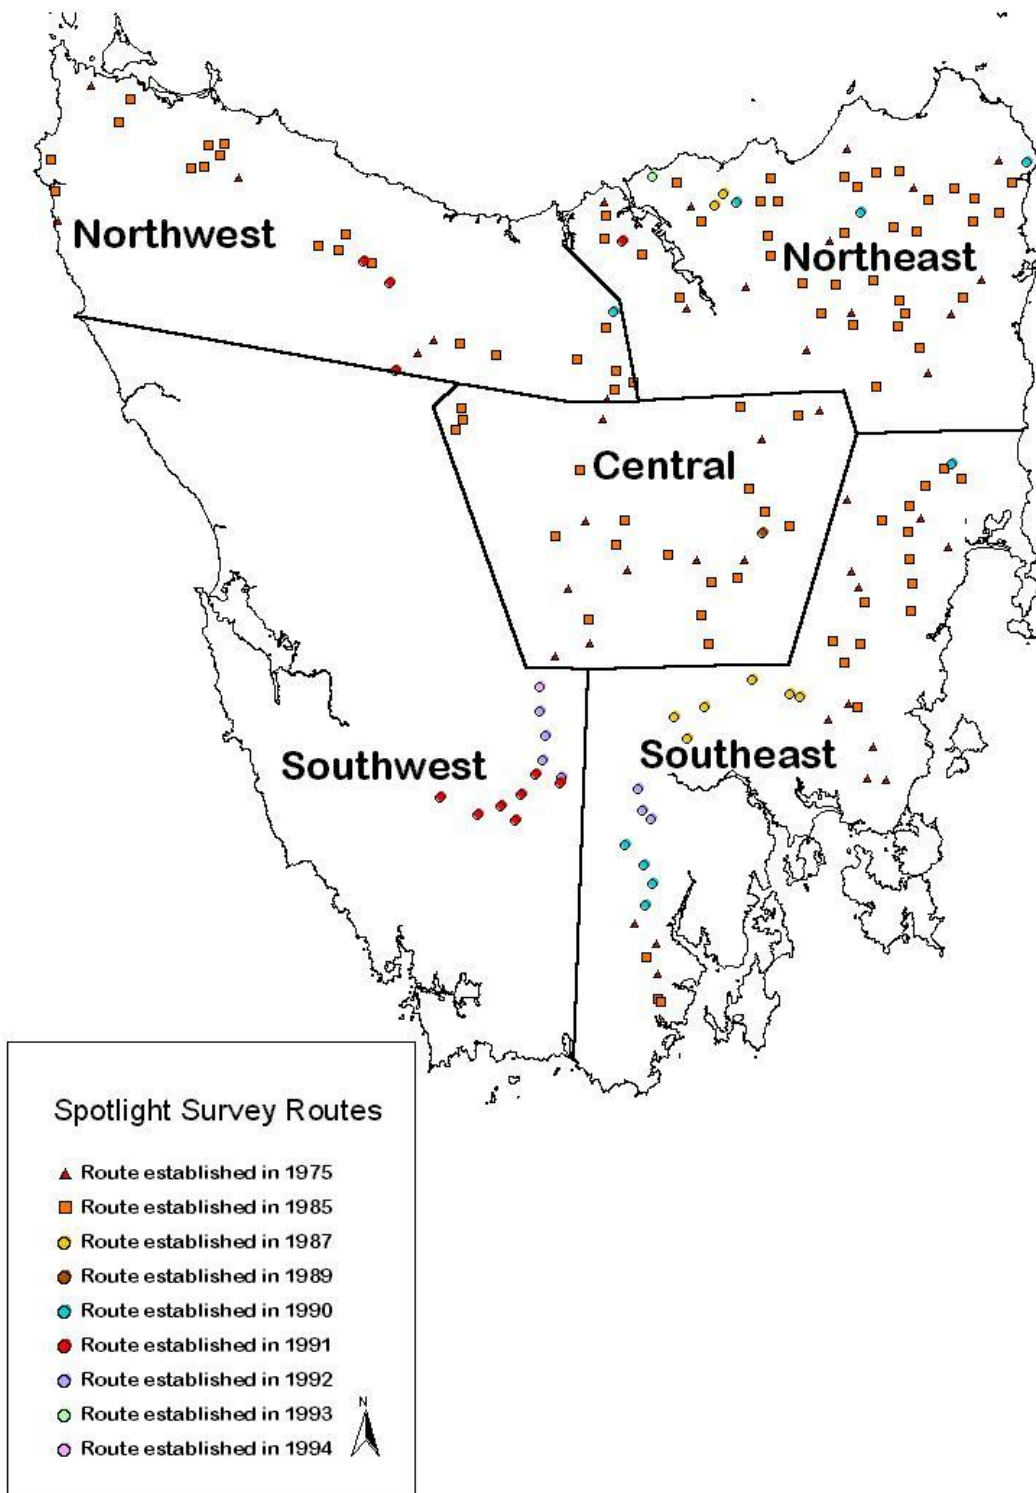 Northwest
Northeast
Central
Southwest
Southeast
Spotlight Survey Routes
Route established in 1975
Route established in 1985
Route established in 1987
Route established in 1989
Route established in 1990
Route established in 1991
Route established in 1992
Route established in 1993
Route established in 1994
N